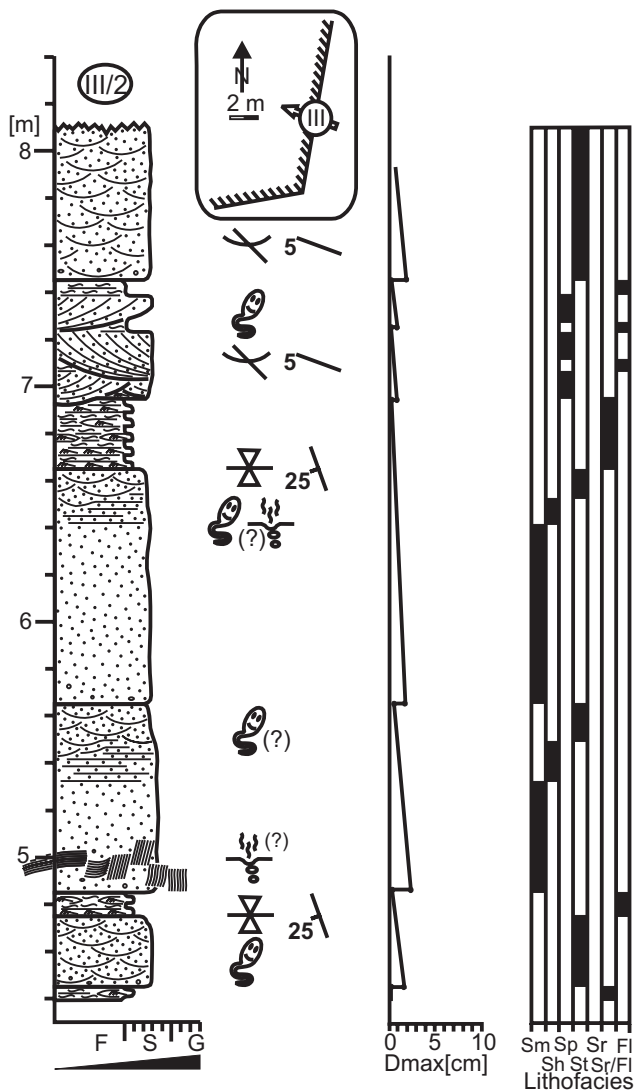 III/2
N
2 m
III
[m]
8
5
5
7
25
(?)
6
(?)
(?)
5
25
F S G
0 5 10
Dmax[cm]
Sm Sp Sr Fl
Sh St Sr/Fl
Lithofacies